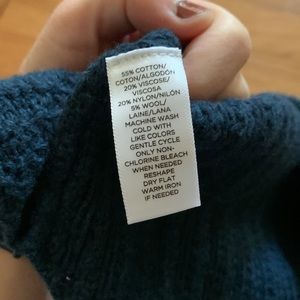 55% COTTON/
COTON/ALGODÓN
20% VISCOSE/
VISCOSA
20% NYLON/NILÓN
5% WOOL/
LAINE/LANA
MACHINE WASH
COLD WITH
LIKE COLORS
GENTLE CYCLE
ONLY NON-
CHLORINE BLEACH
WHEN NEEDED
RESHAPE
DRY FLAT
WARM IRON
IF NEEDED